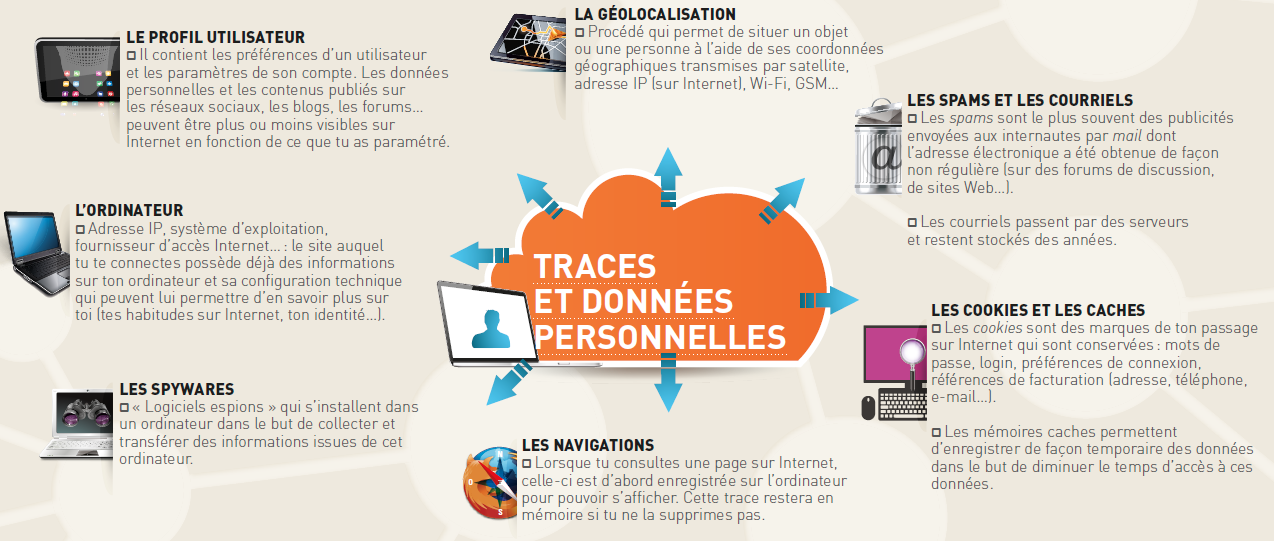 LE PROFIL UTILISATEUR
Il contient les préférences d'un utilisateur
et les paramètres de son compte. Les données
personnelles et les contenus publiés sur
les réseaux sociaux, les blogs, les forums...
peuvent être plus ou moins visibles sur
Internet en fonction de ce que tu as paramétré.
LA GÉOLOCALISATION
Procédé qui permet de situer un objet
ou une personne à l'aide de ses coordonnées
géographiques transmises par satellite,
adresse IP (sur Internet), Wi-Fi, GSM...
LES SPAMS ET LES COURRIELS
Les spams sont le plus souvent des publicités
envoyées aux internautes par mail dont
l'adresse électronique a été obtenue de façon
non régulière (sur des forums de discussion,
de sites Web...).
Les courriels passent par des serveurs
et restent stockés des années.
@
L'ORDINATEUR
Adresse IP, système d'exploitation,
fournisseur d'accès Internet... : le site auquel
tu te connectes possède déjà des informations
sur ton ordinateur et sa configuration technique
qui peuvent lui permettre d'en savoir plus sur
toi (tes habitudes sur Internet, ton identité...).
TRACES
ET DONNÉES
PERSONNELLES
LES COOKIES ET LES CACHES
Les cookies sont des marques de ton passage
sur Internet qui sont conservées : mots de
passe, login, préférences de connexion,
références de facturation (adresse, téléphone,
e-mail...).
Les mémoires caches permettent
d'enregistrer de façon temporaire des données
dans le but de diminuer le temps d'accès à ces
données.
LES SPYWARES
« Logiciels espions » qui s'installent dans
un ordinateur dans le but de collecter et
transférer des informations issues de cet
ordinateur.
LES NAVIGATIONS
Lorsque tu consultes une page sur Internet,
celle-ci est d'abord enregistrée sur l'ordinateur
pour pouvoir s'afficher. Cette trace restera en
mémoire si tu ne la supprimes pas.
O
S